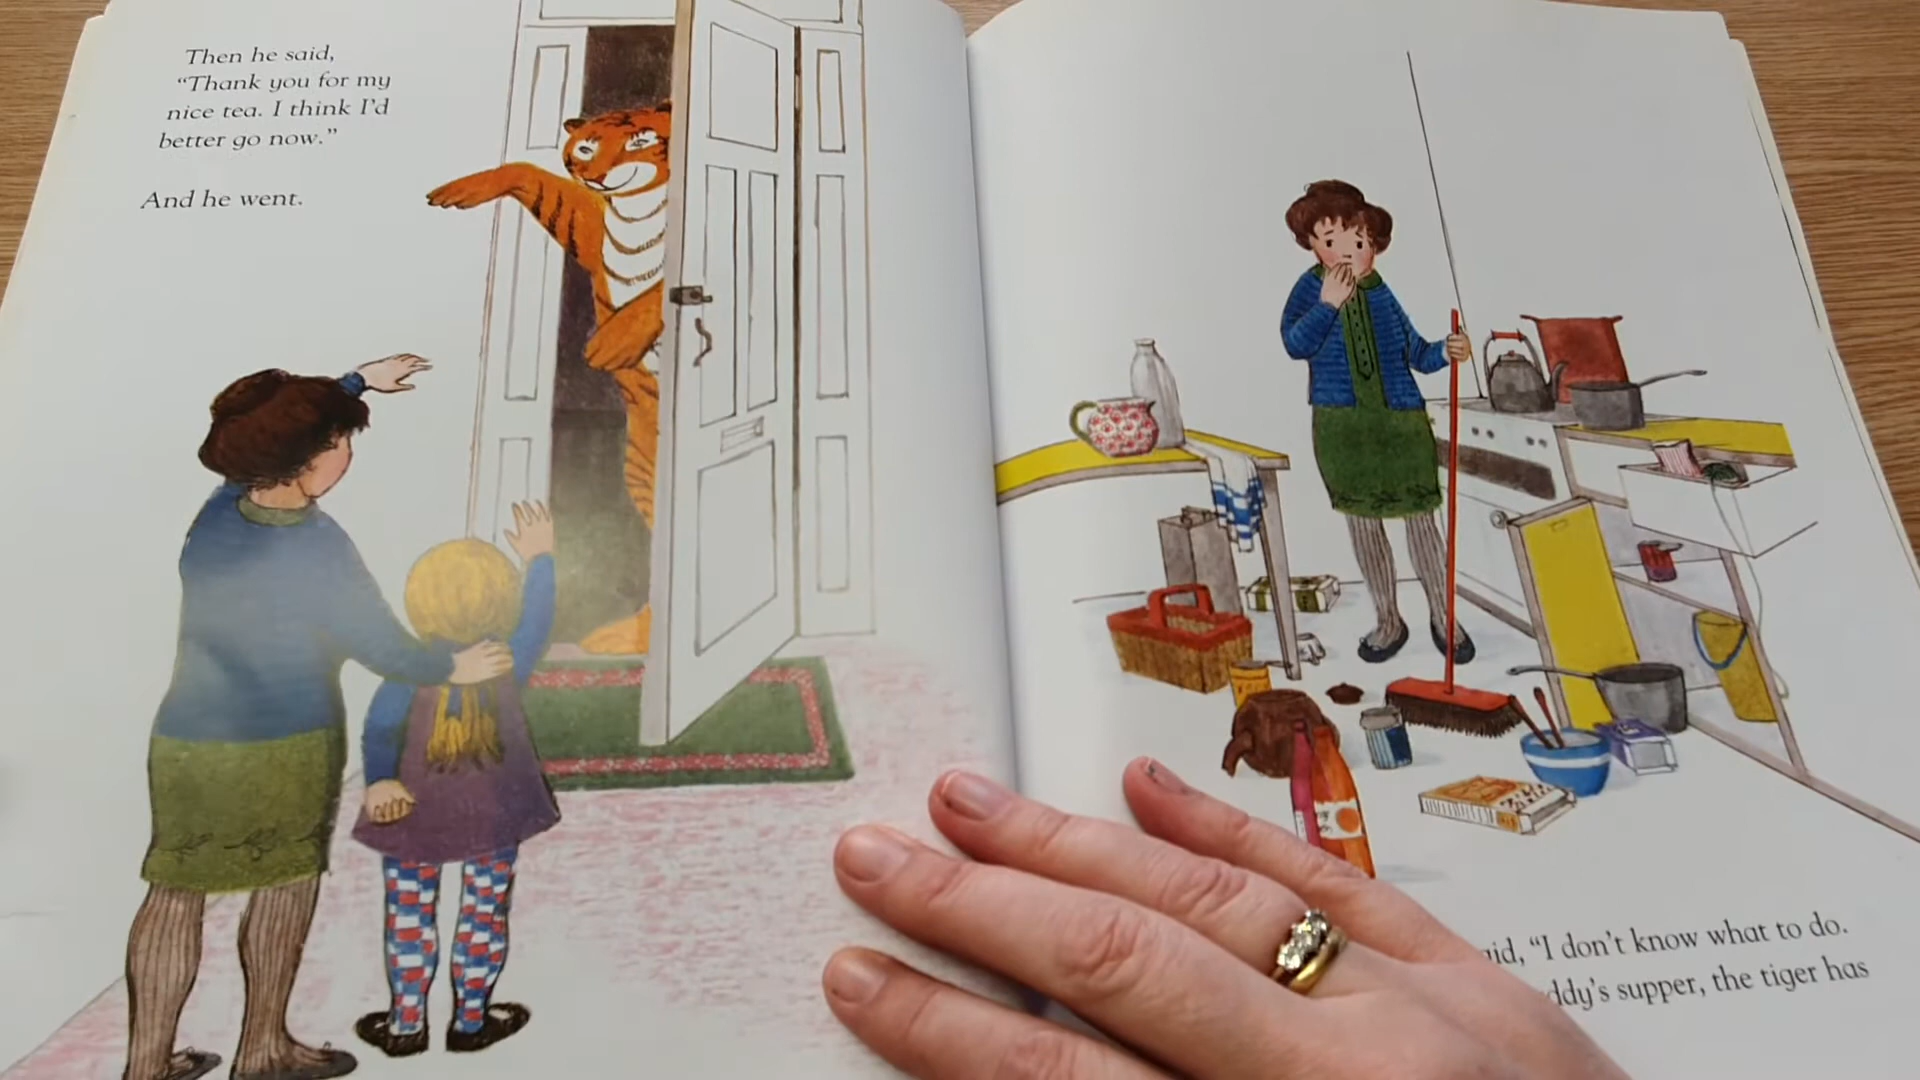 Then he said,
“Thank you for my
nice tea. I think I’d
better go now.”
And he went.
“I don’t know what to do.
supper, the tiger has